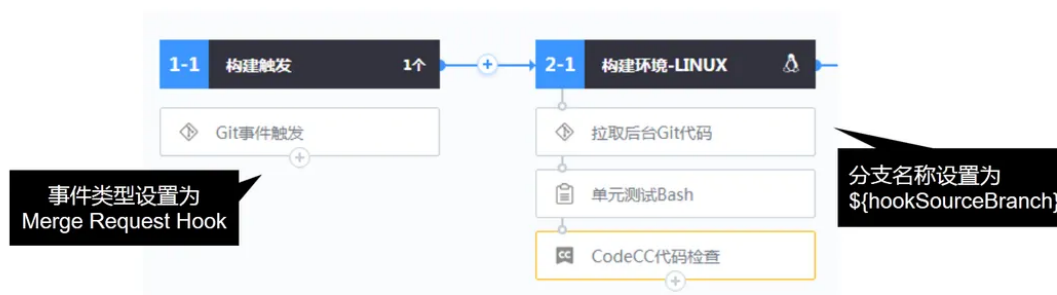 1-1 构建触发 1个
2-1 构建环境-LINUX
Git事件触发
拉取后台Git代码
单元测试Bash
CodeCC代码检查
事件类型设置为
Merge Request Hook
分支名称设置为
${hookSourceBranch}